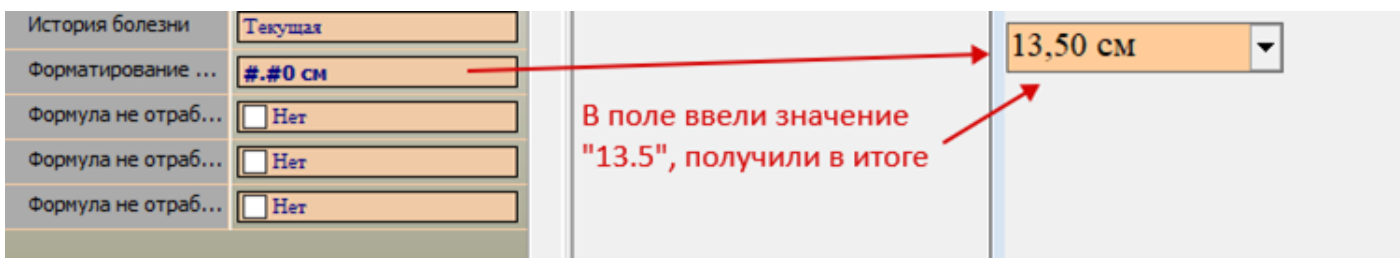 История болезни Текущая
Форматирование ... #.#0 см
Формула не отраб... Нет
Формула не отраб... Нет
Формула не отраб... Нет
В поле ввели значение
"13.5", получили в итоге
13,50 см